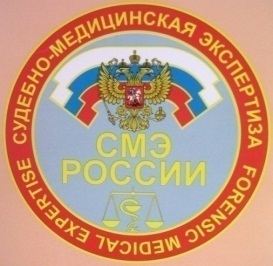 СУДЕБНО-МЕДИЦИНСКАЯ ЭКСПЕРТИЗА
FORENSIC MEDICAL EXPERTISE
СМЭ
РОССИИ